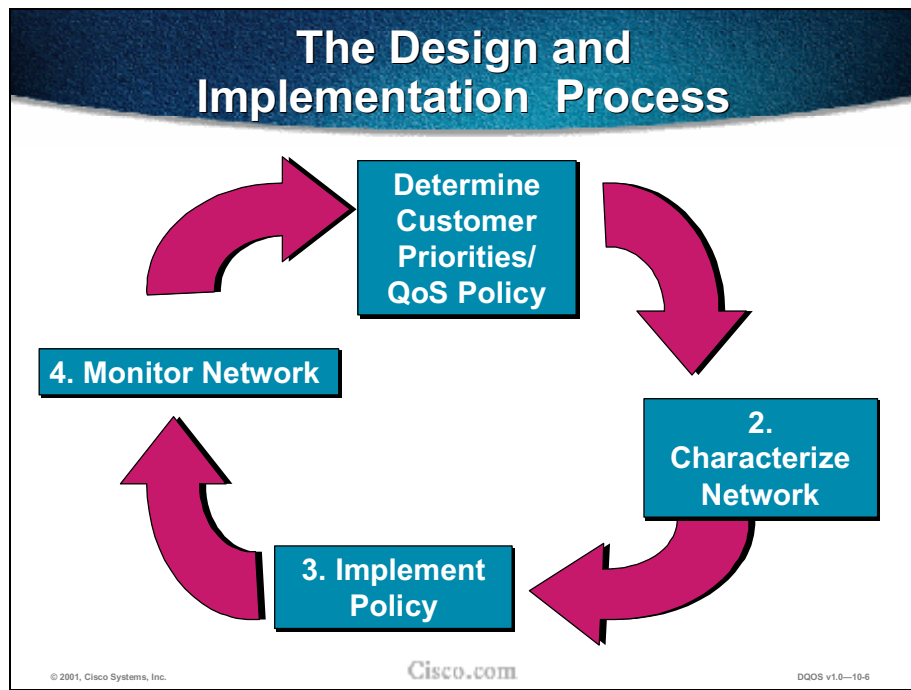 The Design and
Implementation Process
Determine
Customer
Priorities/
QoS Policy
2.
Characterize
Network
3. Implement
Policy
4. Monitor Network
© 2001, Cisco Systems, Inc.
Cisco.com
DQOS v1.0—10-6